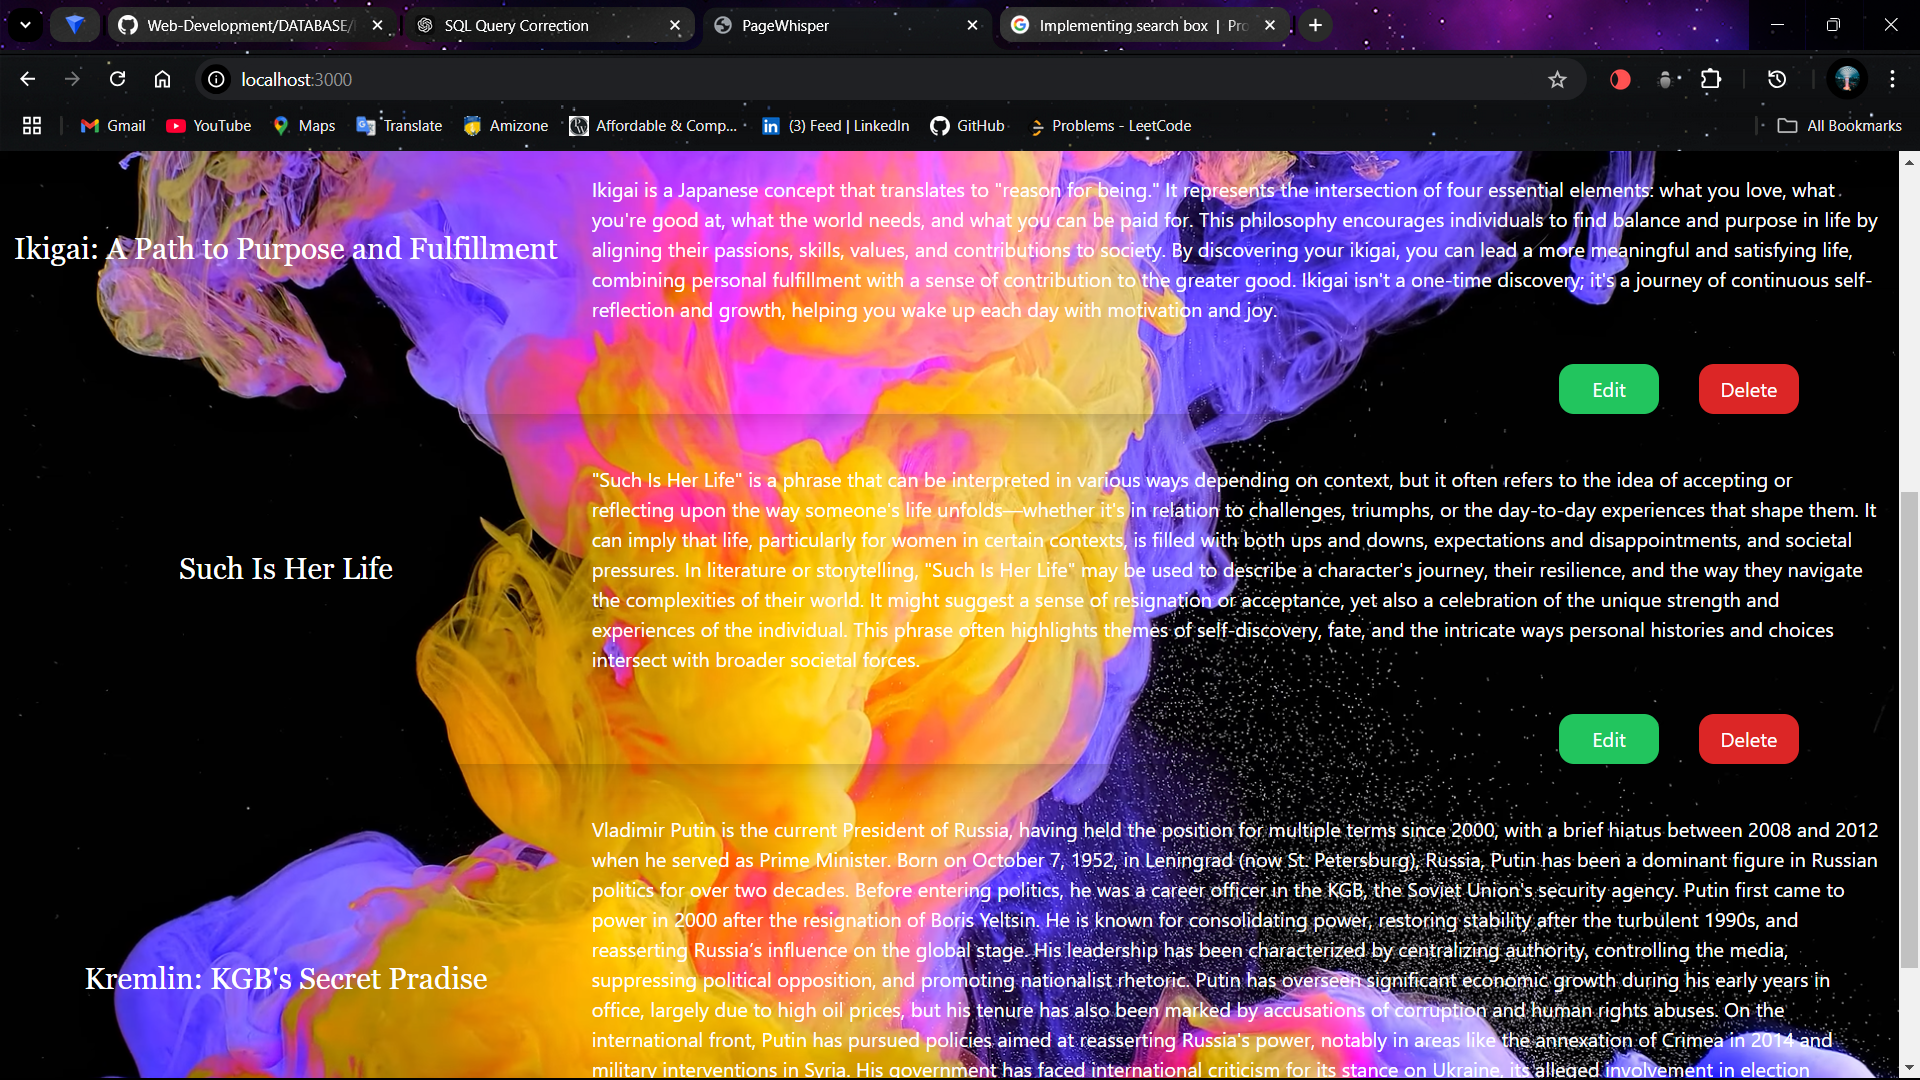 Web-Development/DATABASE/
SQL Query Correction
PageWhisper
Implementing search box | Pro
localhost:3000
Gmail
YouTube
Maps
Translate
Amizone
Affordable & Comp...
(3) Feed | LinkedIn
GitHub
Problems - LeetCode
All Bookmarks
Ikigai: A Path to Purpose and Fulfillment
Ikigai is a Japanese concept that translates to "reason for being." It represents the intersection of four essential elements: what you love, what
you're good at, what the world needs, and what you can be paid for. This philosophy encourages individuals to find balance and purpose in life by
aligning their passions, skills, values, and contributions to society. By discovering your ikigai, you can lead a more meaningful and satisfying life,
combining personal fulfillment with a sense of contribution to the greater good. Ikigai isn't a one-time discovery; it's a journey of continuous self-
reflection and growth, helping you wake up each day with motivation and joy.
Edit
Delete
Such Is Her Life
"Such Is Her Life" is a phrase that can be interpreted in various ways depending on context, but it often refers to the idea of accepting or
reflecting upon the way someone's life unfolds—whether it's in relation to challenges, triumphs, or the day-to-day experiences that shape them. It
can imply that life, particularly for women in certain contexts, is filled with both ups and downs, expectations and disappointments, and societal
pressures. In literature or storytelling, "Such Is Her Life" may be used to describe a character's journey, their resilience, and the way they navigate
the complexities of their world. It might suggest a sense of resignation or acceptance, yet also a celebration of the unique strength and
experiences of the individual. This phrase often highlights themes of self-discovery, fate, and the intricate ways personal histories and choices
intersect with broader societal forces.
Edit
Delete
Kremlin: KGB's Secret Pradise
Vladimir Putin is the current President of Russia, having held the position for multiple terms since 2000, with a brief hiatus between 2008 and 2012
when he served as Prime Minister. Born on October 7, 1952, in Leningrad (now St. Petersburg), Russia, Putin has been a dominant figure in Russian
politics for over two decades. Before entering politics, he was a career officer in the KGB, the Soviet Union's security agency. Putin first came to
power in 2000 after the resignation of Boris Yeltsin. He is known for consolidating power, restoring stability after the turbulent 1990s, and
reasserting Russia's influence on the global stage. His leadership has been characterized by centralizing authority, controlling the media,
suppressing political opposition, and promoting nationalist rhetoric. Putin has overseen significant economic growth during his early years in
office, largely due to high oil prices, but his tenure has also been marked by accusations of corruption and human rights abuses. On the
international front, Putin has pursued policies aimed at reasserting Russia's power, notably in areas like the annexation of Crimea in 2014 and
military interventions in Syria. His government has faced international criticism for its stance on Ukraine, its alleged involvement in election